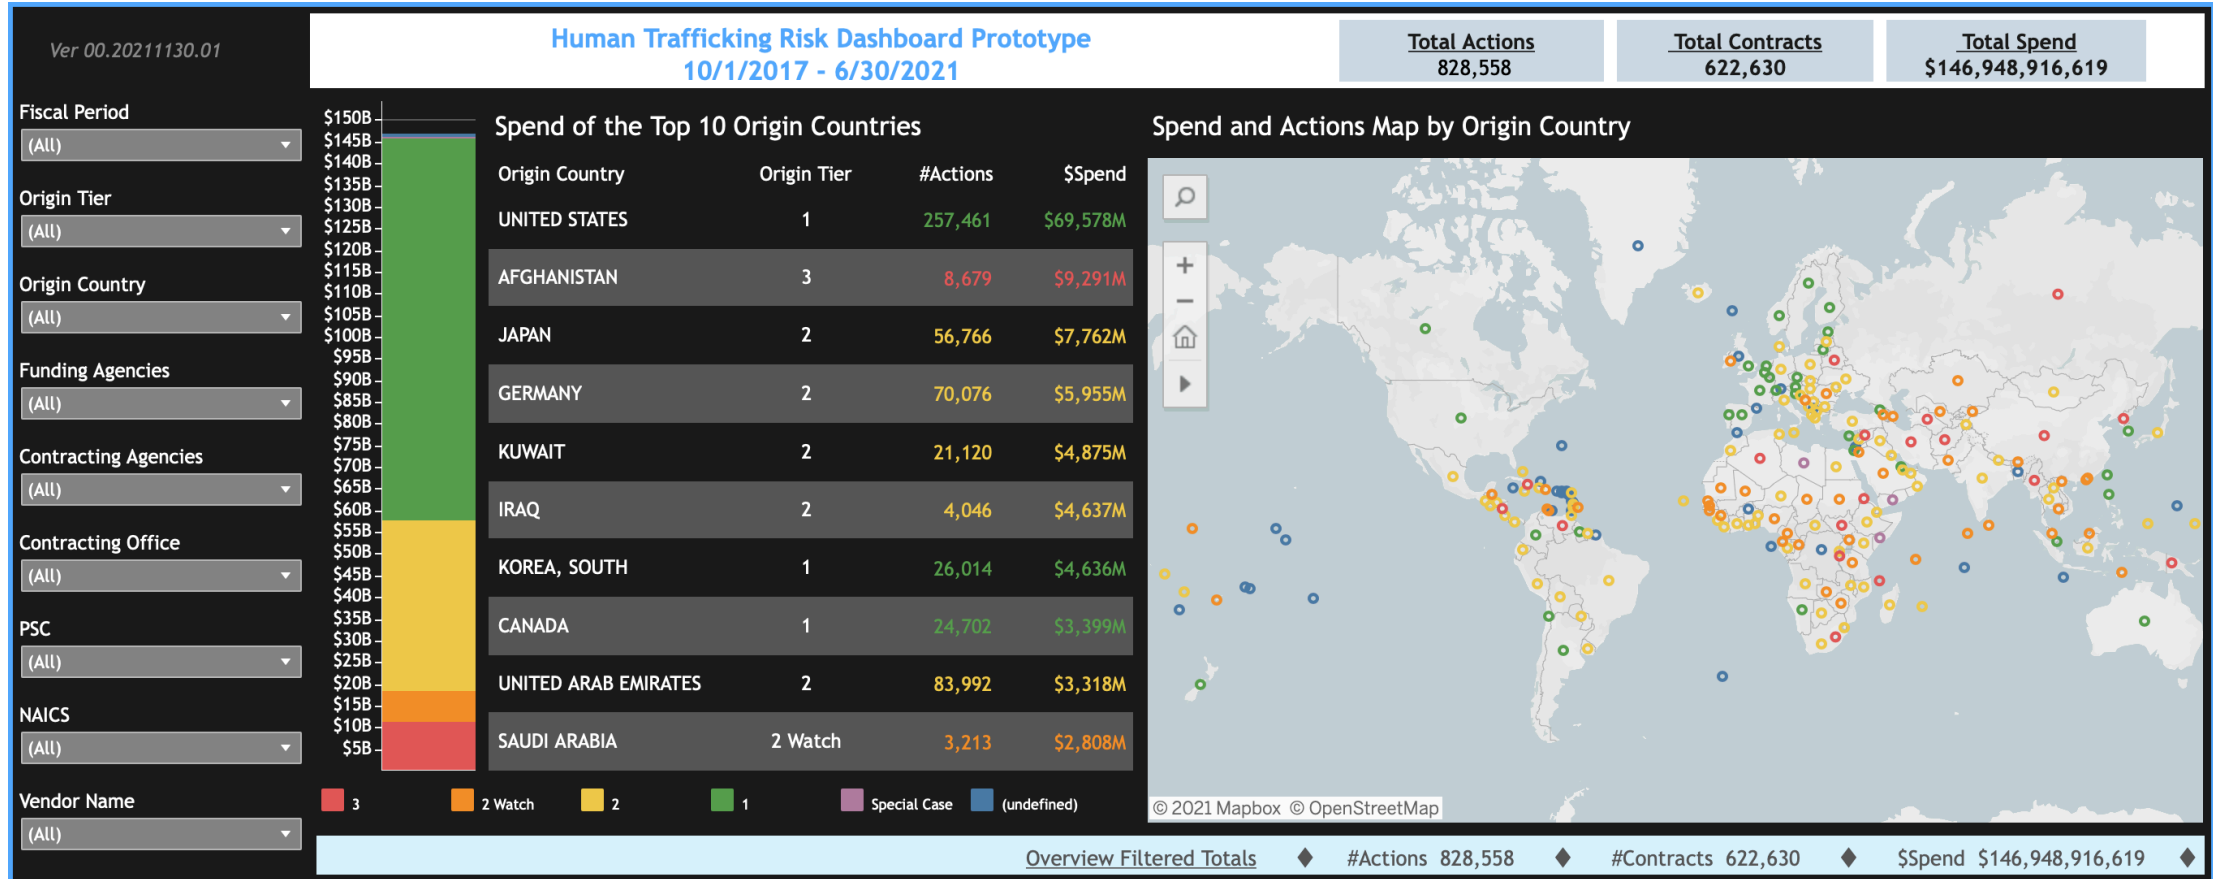 Ver 00.20211130.01
Human Trafficking Risk Dashboard Prototype
10/1/2017 - 6/30/2021
Total Actions
828,558
Total Contracts
622,630
Total Spend
$146,948,916,619
Fiscal Period
(All)
Origin Tier
(All)
Origin Country
(All)
Funding Agencies
(All)
Contracting Agencies
(All)
Contracting Office
(All)
PSC
(All)
NAICS
(All)
Vendor Name
(All)
$150B
$145B
$140B
$135B
$130B
$125B
$120B
$115B
$110B
$105B
$100B
$95B
$90B
$85B
$80B
$75B
$70B
$65B
$60B
$55B
$50B
$45B
$40B
$35B
$30B
$25B
$20B
$15B
$10B
$5B
Spend of the Top 10 Origin Countries
Origin Country Origin Tier #Actions $Spend
UNITED STATES 1 257,461 $69,578M
AFGHANISTAN 3 8,679 $9,291M
JAPAN 2 56,766 $7,762M
GERMANY 2 70,076 $5,955M
KUWAIT 2 21,120 $4,875M
IRAQ 2 4,046 $4,637M
KOREA, SOUTH 1 26,014 $4,636M
CANADA 1 24,702 $3,399M
UNITED ARAB EMIRATES 2 83,992 $3,318M
SAUDI ARABIA 2 Watch 3,213 $2,808M
3 2 Watch 2 1 Special Case (undefined)
Spend and Actions Map by Origin Country
© 2021 Mapbox © OpenStreetMap
Overview Filtered Totals ♦ #Actions 828,558 ♦ #Contracts 622,630 ♦ $Spend $146,948,916,619 ♦